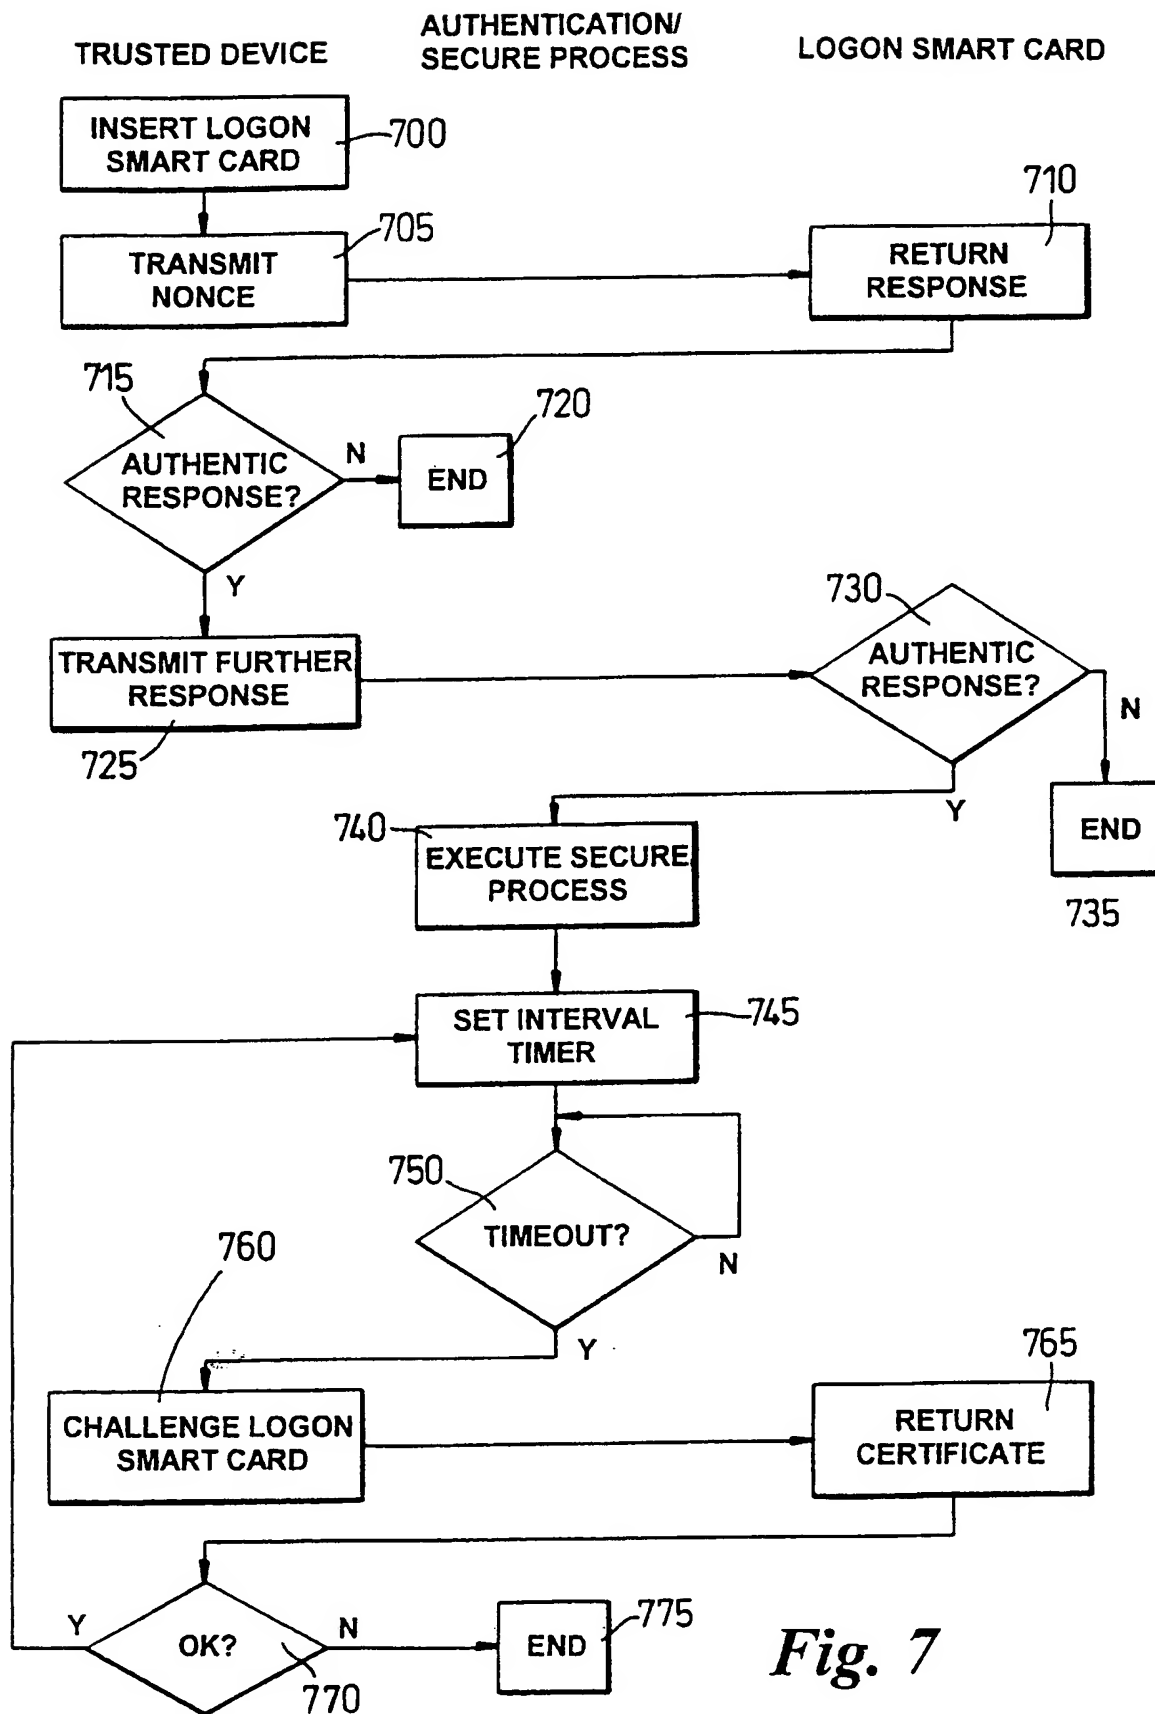 TRUSTED DEVICE
AUTHENTICATION/
SECURE PROCESS
LOGON SMART CARD
INSERT LOGON
SMART CARD
700
TRANSMIT
NONCE
705
RETURN
RESPONSE
710
715
AUTHENTIC
RESPONSE?
N
END
720
Y
TRANSMIT FURTHER
RESPONSE
725
730
AUTHENTIC
RESPONSE?
N
Y
END
735
740
EXECUTE SECURE
PROCESS
SET INTERVAL
TIMER
745
750
TIMEOUT?
N
Y
760
CHALLENGE LOGON
SMART CARD
765
RETURN
CERTIFICATE
Y
OK?
N
770
END
775
Fig. 7